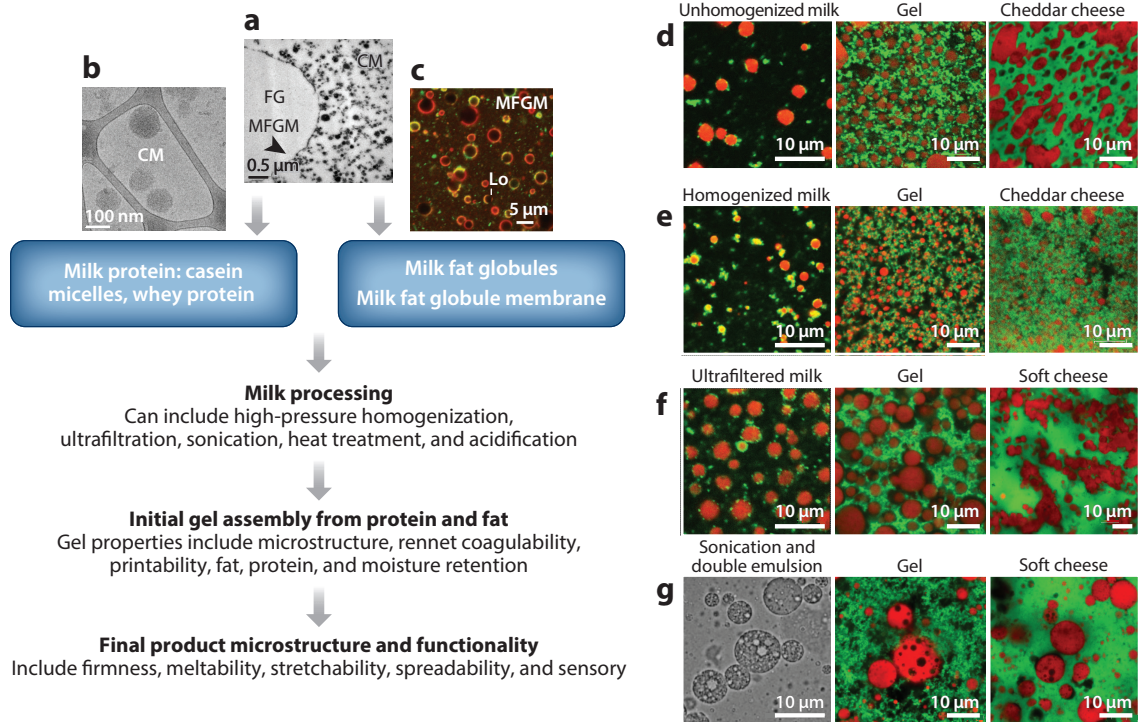 a
FG
MFGM
CM
0.5 μm
b
CM
100 nm
c
MFGM
Lo
5 μm
Milk protein: casein
micelles, whey protein
Milk fat globules
Milk fat globule membrane
Milk processing
Can include high-pressure homogenization,
ultrafiltration, sonication, heat treatment, and acidification
Initial gel assembly from protein and fat
Gel properties include microstructure, rennet coagulability,
printability, fat, protein, and moisture retention
Final product microstructure and functionality
Include firmness, meltability, stretchability, spreadability, and sensory
d
Unhomogenized milk
10 μm
Gel
10 μm
Cheddar cheese
10 μm
e
Homogenized milk
10 μm
Gel
10 μm
Cheddar cheese
10 μm
f
Ultrafiltered milk
10 μm
Gel
10 μm
Soft cheese
10 μm
g
Sonication and
double emulsion
10 μm
Gel
10 μm
Soft cheese
10 μm